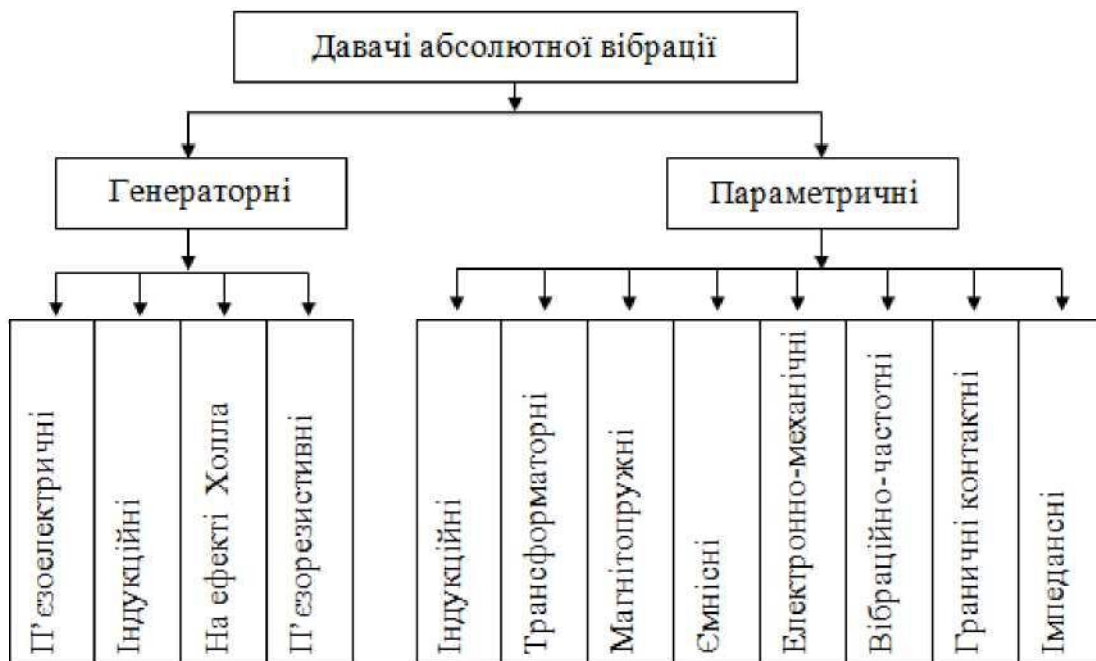 Давачі абсолютної вібрації
Генераторні
Параметричні
П'єзоелектричні
Індукційні
На ефекті Холла
П'єзорезистивні
Індукційні
Трансформаторні
Магнітопружні
Ємнісні
Електронно-механічні
Вібраційно-частотні
Граничні контактні
Імпедансні